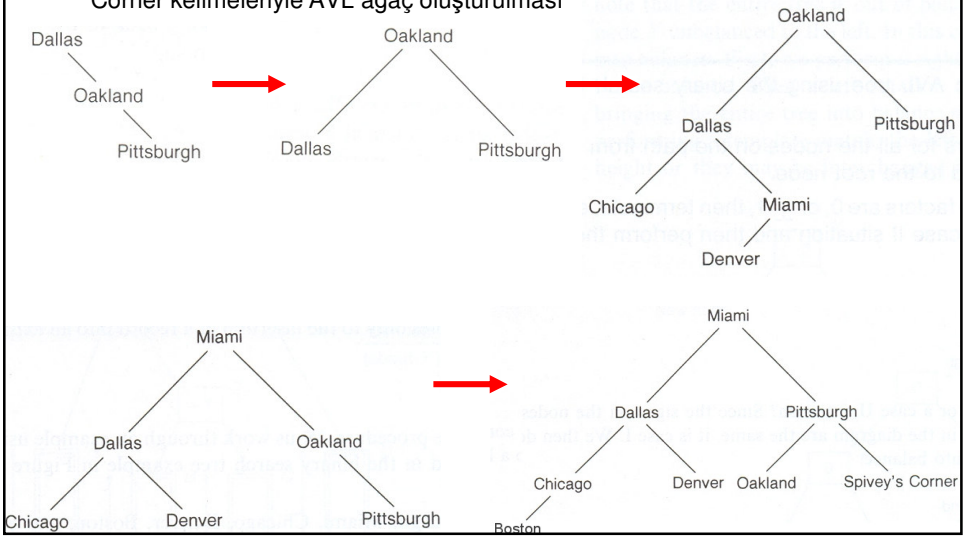 Corner kelimeleriyle AVL ağaç oluşturulması
Dallas
Oakland
Pittsburgh
Oakland
Dallas
Pittsburgh
Oakland
Dallas
Pittsburgh
Chicago
Miami
Denver
Miami
Dallas
Oakland
Chicago
Denver
Pittsburgh
Miami
Dallas
Pittsburgh
Chicago
Denver
Oakland
Spivey's Corner
Boston